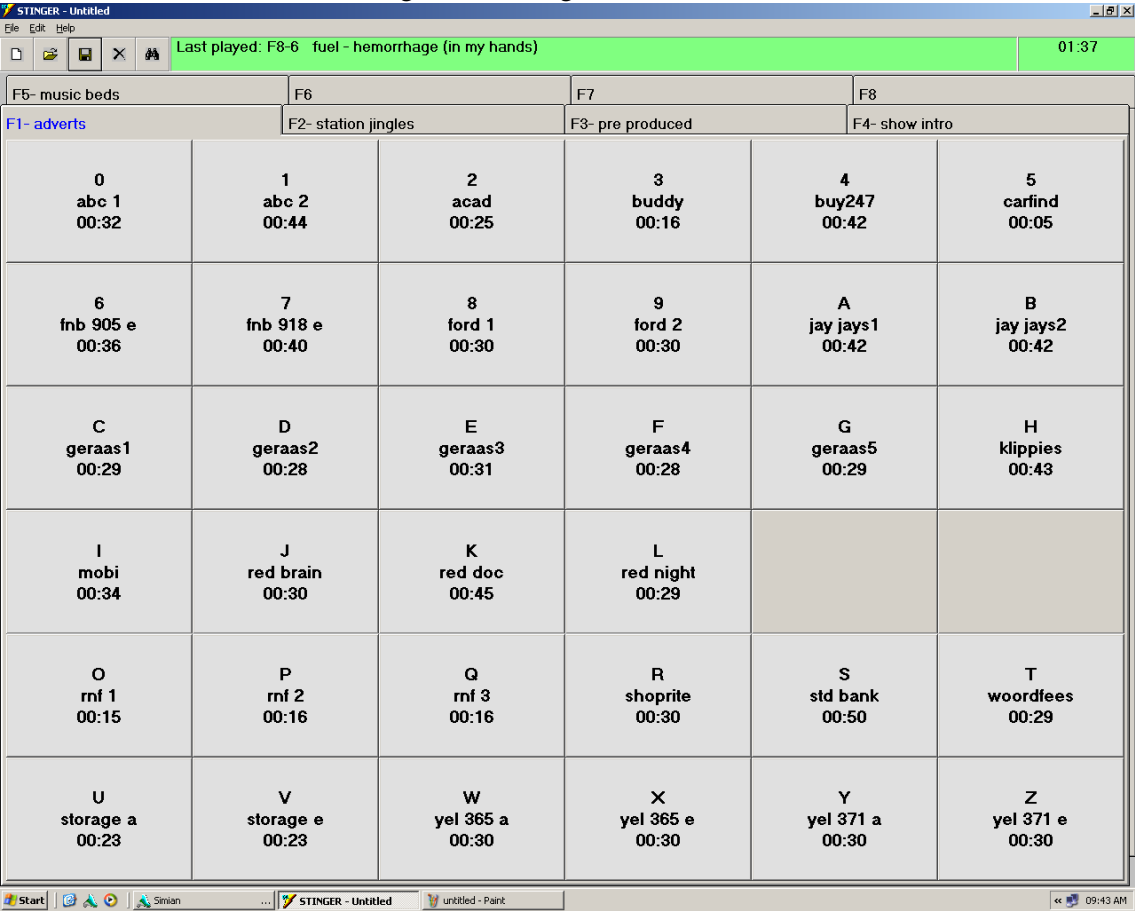 STINGER - Untitled
File Edit Help
Last played: F8-6 fuel - hemorrhage (in my hands) 01:37
F5- music beds F6 F7 F8
F1- adverts F2- station jingles F3- pre produced F4- show intro
0 1 2 3 4 5
abc 1 abc 2 acad buddy buy247 carfind
00:32 00:44 00:25 00:16 00:42 00:05
6 7 8 9 A B
fnb 905 e fnb 918 e ford 1 ford 2 jay jays1 jay jays2
00:36 00:40 00:30 00:30 00:42 00:42
C D E F G H
geraas1 geraas2 geraas3 geraas4 geraas5 klippies
00:29 00:28 00:31 00:28 00:29 00:43
I J K L
mobi red brain red doc red night
00:34 00:30 00:45 00:29
O P Q R S T
rnf 1 rnf 2 rnf 3 shoprite std bank woordfees
00:15 00:16 00:16 00:30 00:50 00:29
U V W X Y Z
storage a storage e yel 365 a yel 365 e yel 371 a yel 371 e
00:23 00:23 00:30 00:30 00:30 00:30
Start Simian ... STINGER - Untitled untitled - Paint « 09:43 AM